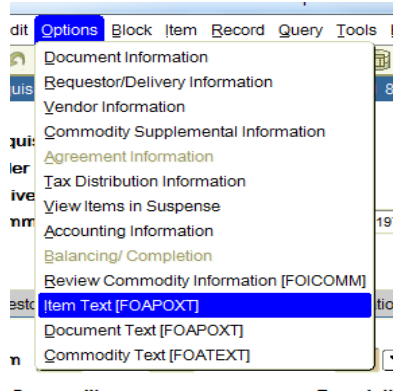 dit Options Block Item Record Query Tools
quis 8
Document Information
Requestor/Delivery Information
Vendor Information
Commodity Supplemental Information
Agreement Information
Tax Distribution Information
View Items in Suspense
Accounting Information
Balancing/ Completion
Review Commodity Information [FOICOMM]
Item Text [FOAPOXT]
Document Text [FOAPOXT]
Commodity Text [FOATEXT]